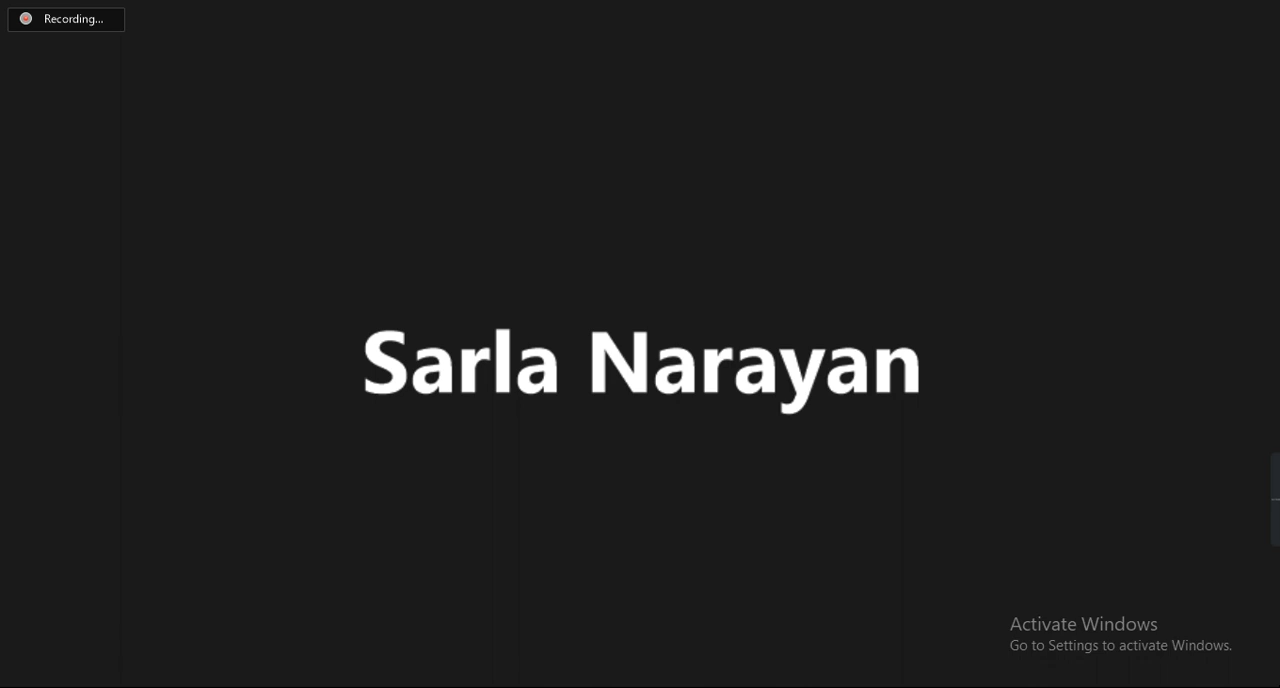 Recording...
Sarla Narayan
Activate Windows
Go to Settings to activate Windows.